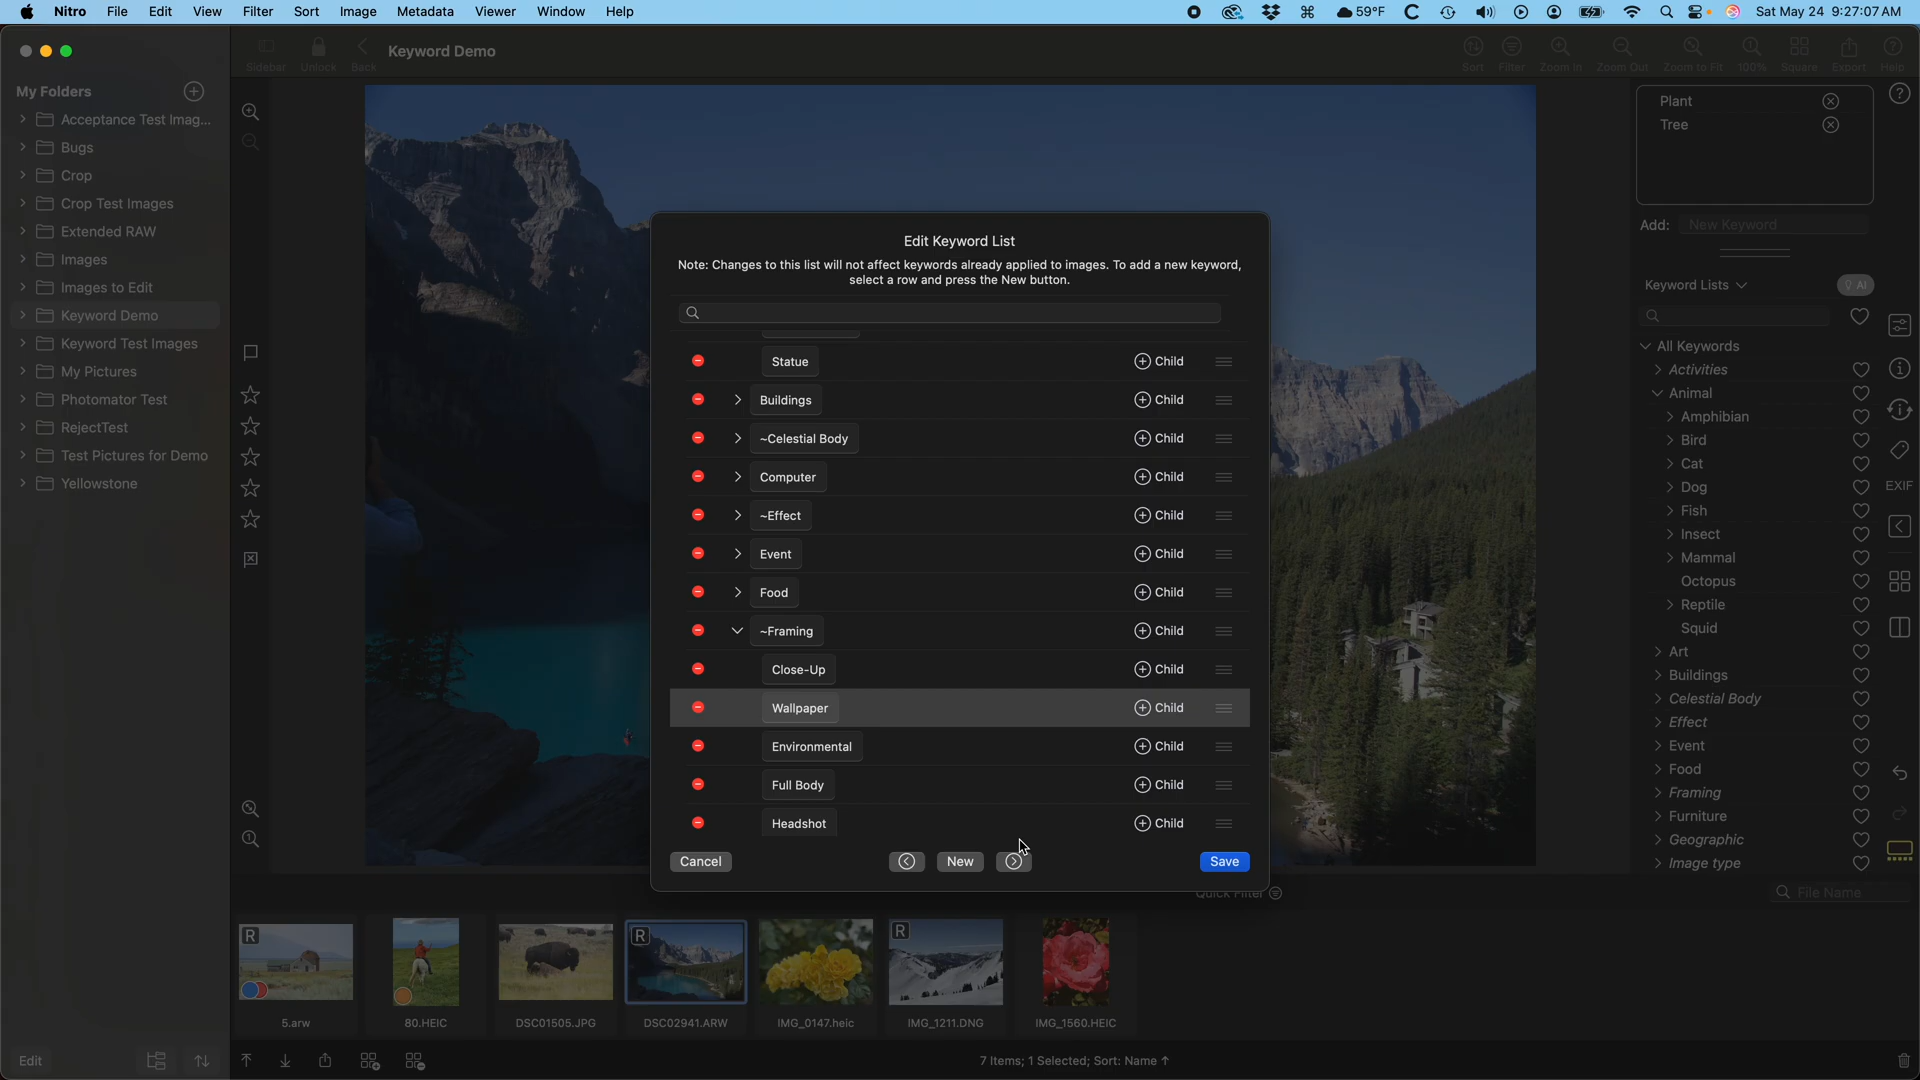 Nitro File Edit View Filter Sort Image Metadata Viewer Window Help 59°F Sat May 24 9:27:07 AM
Sidebar Unlock Back Keyword Demo Sort Filter Zoom In Zoom Out Zoom to Fit 100% Square Export Help
My Folders
Acceptance Test Imag...
Bugs
Crop
Crop Test Images
Extended RAW
Images
Images to Edit
Keyword Demo
Keyword Test Images
My Pictures
Photomator Test
RejectTest
Test Pictures for Demo
Yellowstone
Edit
Edit Keyword List
Note: Changes to this list will not affect keywords already applied to images. To add a new keyword,
select a row and press the New button.
Statue Child
Buildings Child
~Celestial Body Child
Computer Child
~Effect Child
Event Child
Food Child
~Framing Child
Close-Up Child
Wallpaper Child
Environmental Child
Full Body Child
Headshot Child
Cancel New Save
Plant
Tree
Add: New Keyword
Keyword Lists AI
All Keywords
Activities
Animal
Amphibian
Bird
Cat
Dog
EXIF
Fish
Insect
Mammal
Octopus
Reptile
Squid
Art
Buildings
Celestial Body
Effect
Event
Food
Framing
Furniture
Geographic
Image type
Quick Filter File Name
R R R
5.arw 80.HEIC DSC01505.JPG DSC02941.ARW IMG_0147.heic IMG_1211.DNG IMG_1560.HEIC
7 Items; 1 Selected; Sort: Name ↑